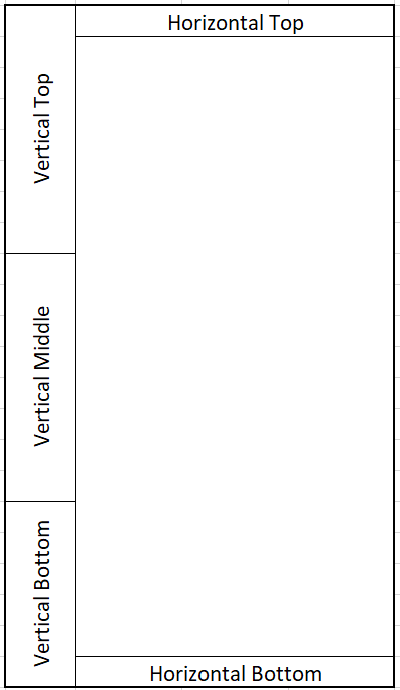 Horizontal Top
Vertical Top
Vertical Middle
Vertical Bottom
Horizontal Bottom